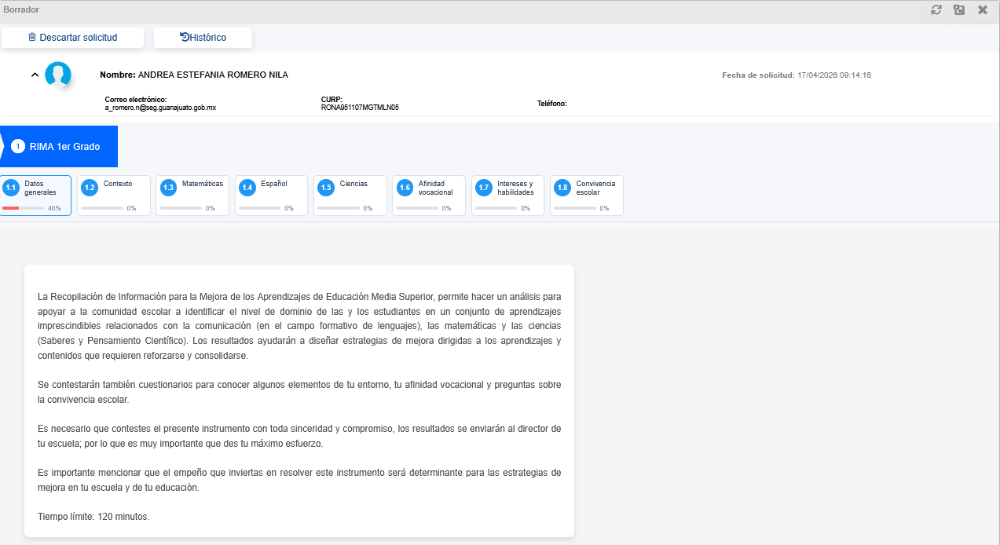 Borrador
Descartar solicitud
Histórico
Nombre: ANDREA ESTEFANIA ROMERO NILA
Fecha de solicitud: 17/04/2026 09:14:16
Correo electrónico:
a_romero.n@seg.guanajuato.gob.mx
CURP:
RONA951107MGTMLN05
Teléfono:
1 RIMA 1er Grado
1.1 Datos generales 40%
1.2 Contexto 0%
1.3 Matemáticas 0%
1.4 Español 0%
1.5 Ciencias 0%
1.6 Afinidad vocacional 0%
1.7 Intereses y habilidades 0%
1.8 Convivencia escolar 0%
La Recopilación de Información para la Mejora de los Aprendizajes de Educación Media Superior, permite hacer un análisis para
apoyar a la comunidad escolar a identificar el nivel de dominio de las y los estudiantes en un conjunto de aprendizajes
imprescindibles relacionados con la comunicación (en el campo formativo de lenguajes), las matemáticas y las ciencias
(Saberes y Pensamiento Científico). Los resultados ayudarán a diseñar estrategias de mejora dirigidas a los aprendizajes y
contenidos que requieren reforzarse y consolidarse.
Se contestarán también cuestionarios para conocer algunos elementos de tu entorno, tu afinidad vocacional y preguntas sobre
la convivencia escolar.
Es necesario que contestes el presente instrumento con toda sinceridad y compromiso, los resultados se enviarán al director de
tu escuela; por lo que es muy importante que des tu máximo esfuerzo.
Es importante mencionar que el empeño que inviertas en resolver este instrumento será determinante para las estrategias de
mejora en tu escuela y de tu educación.
Tiempo límite: 120 minutos.